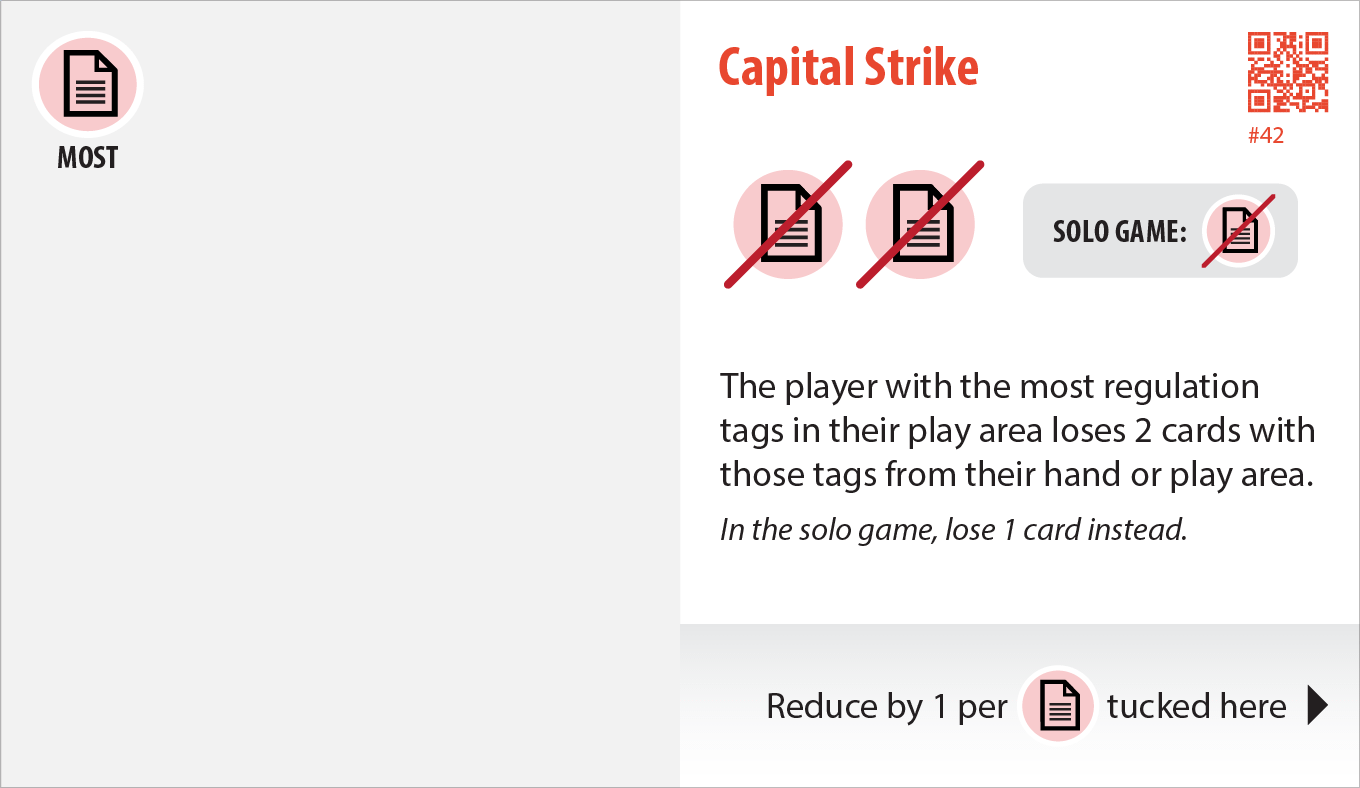 MOST
Capital Strike
#42
SOLO GAME:
The player with the most regulation
tags in their play area loses 2 cards with
those tags from their hand or play area.
In the solo game, lose 1 card instead.
Reduce by 1 per tucked here